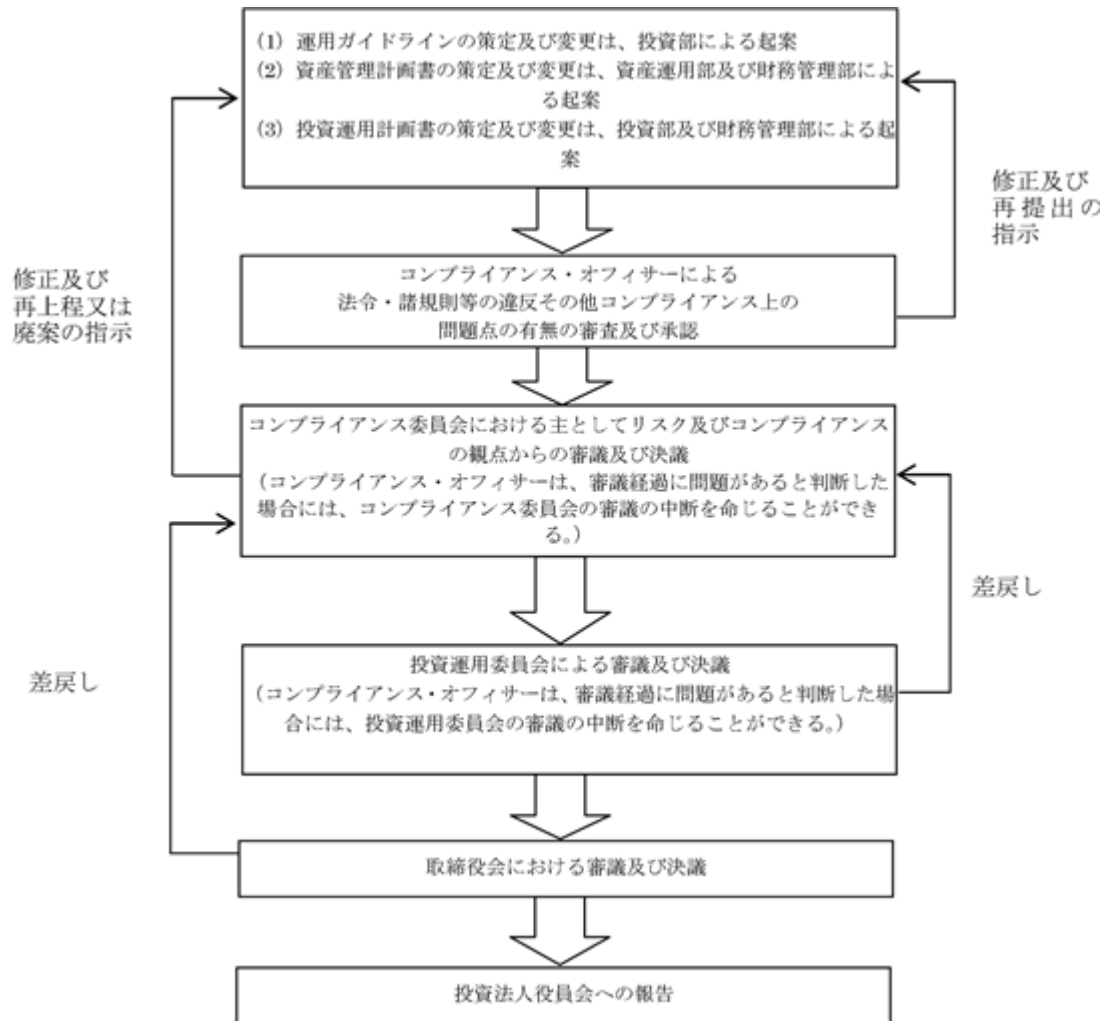 (1) 運用ガイドラインの策定及び変更は、投資部による起案
(2) 資産管理計画書の策定及び変更は、資産運用部及び財務管理部によ
る起案
(3) 投資運用計画書の策定及び変更は、投資部及び財務管理部による起
案
修正及び
再提出の
指示
コンプライアンス・オフィサーによる
法令・諸規則等の違反その他コンプライアンス上の
問題点の有無の審査及び承認
修正及び
再上程又は
廃案の指示
コンプライアンス委員会における主としてリスク及びコンプライアンス
の観点からの審議及び決議
(コンプライアンス・オフィサーは、審議経過に問題があると判断した
場合には、コンプライアンス委員会の審議の中断を命じることができ
る。)
差戻し
投資運用委員会による審議及び決議
(コンプライアンス・オフィサーは、審議経過に問題があると判断した場
合には、投資運用委員会の審議の中断を命じることができる。)
差戻し
取締役会における審議及び決議
投資法人役員会への報告